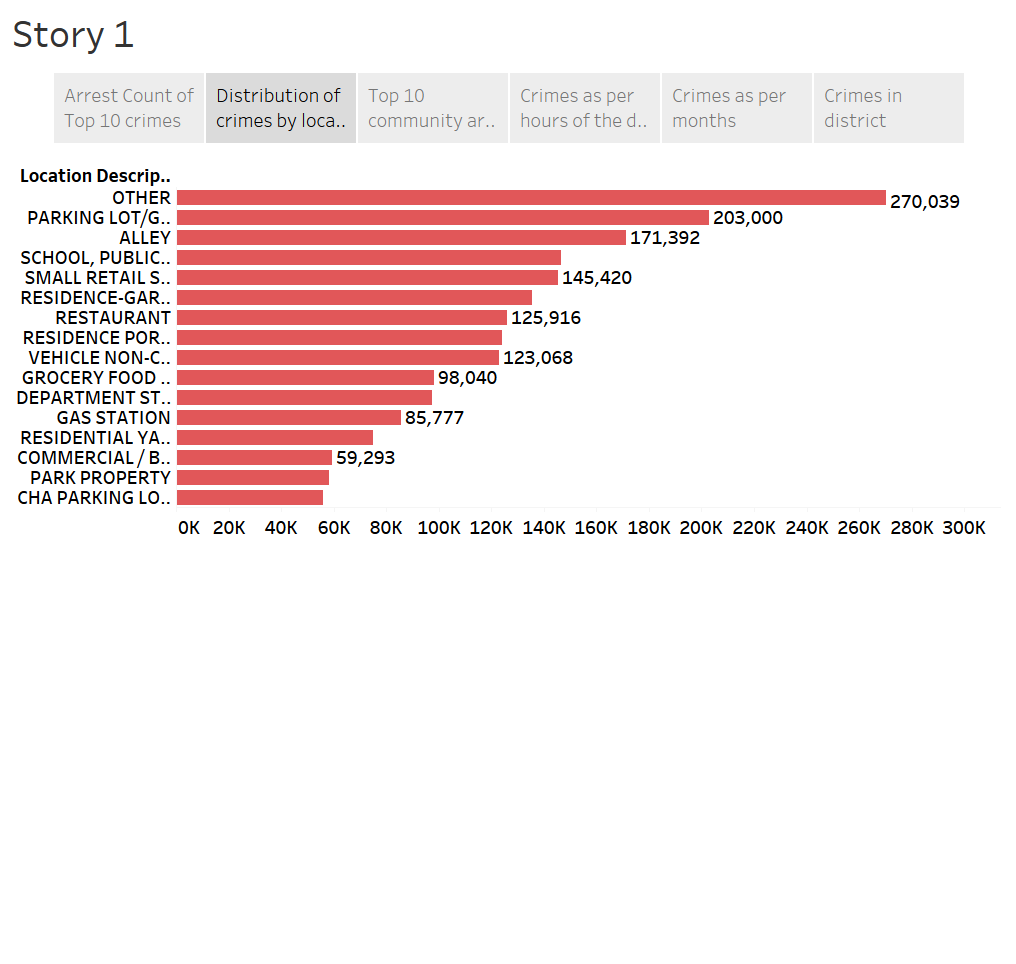 Story 1
Arrest Count of
Top 10 crimes
Distribution of
crimes by loca..
Top 10
community ar..
Crimes as per
hours of the d..
Crimes as per
months
Crimes in
district
Location Descrip..
OTHER 270,039
PARKING LOT/G.. 203,000
ALLEY 171,392
SCHOOL, PUBLIC..
SMALL RETAIL S.. 145,420
RESIDENCE-GAR..
RESTAURANT 125,916
RESIDENCE POR..
VEHICLE NON-C.. 123,068
GROCERY FOOD .. 98,040
DEPARTMENT ST..
GAS STATION 85,777
RESIDENTIAL YA..
COMMERCIAL / B.. 59,293
PARK PROPERTY
CHA PARKING LO..
0K 20K 40K 60K 80K 100K 120K 140K 160K 180K 200K 220K 240K 260K 280K 300K